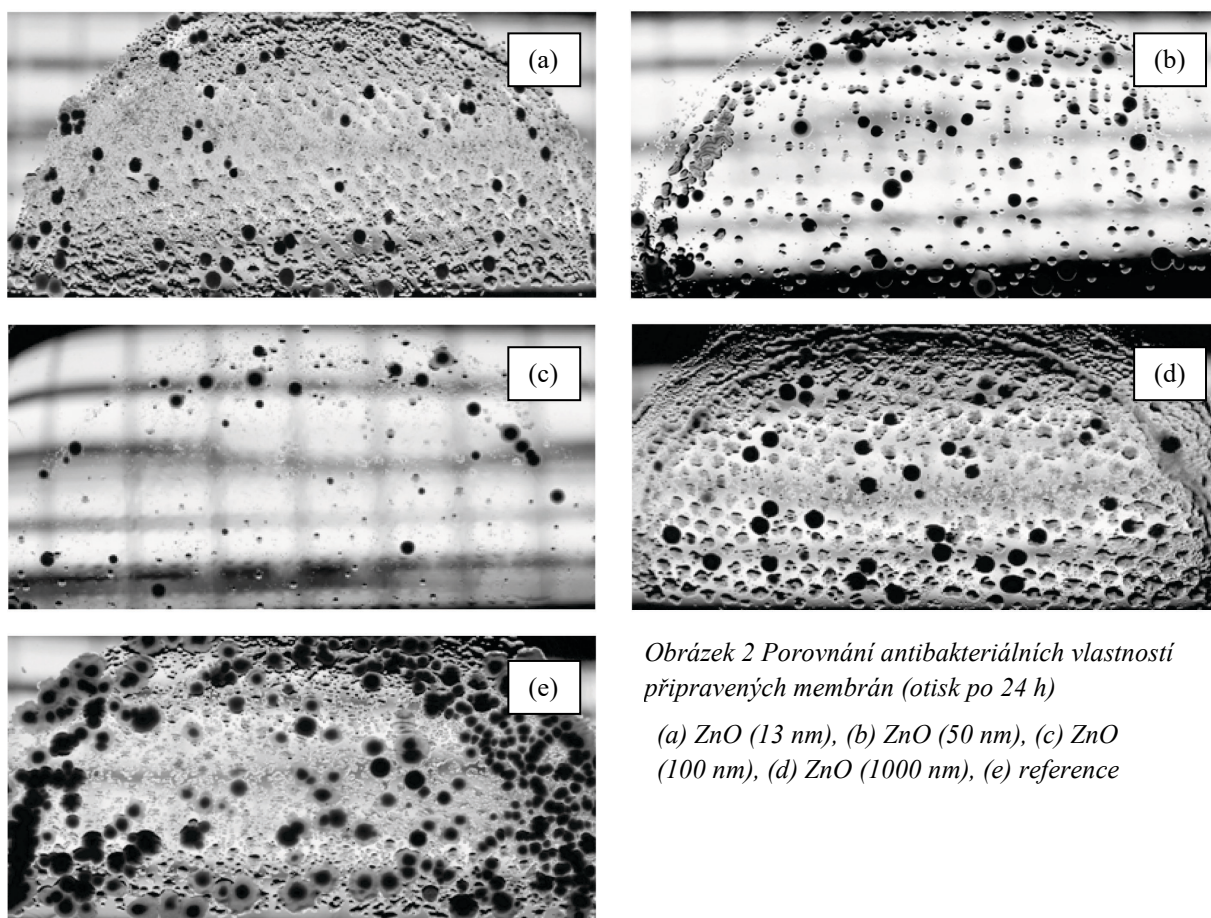 (a)
(b)
(c)
(d)
(e)
Obrázek 2 Porovnání antibakteriálních vlastností
připravených membrán (otisk po 24 h)
(a) ZnO (13 nm), (b) ZnO (50 nm), (c) ZnO
(100 nm), (d) ZnO (1000 nm), (e) reference